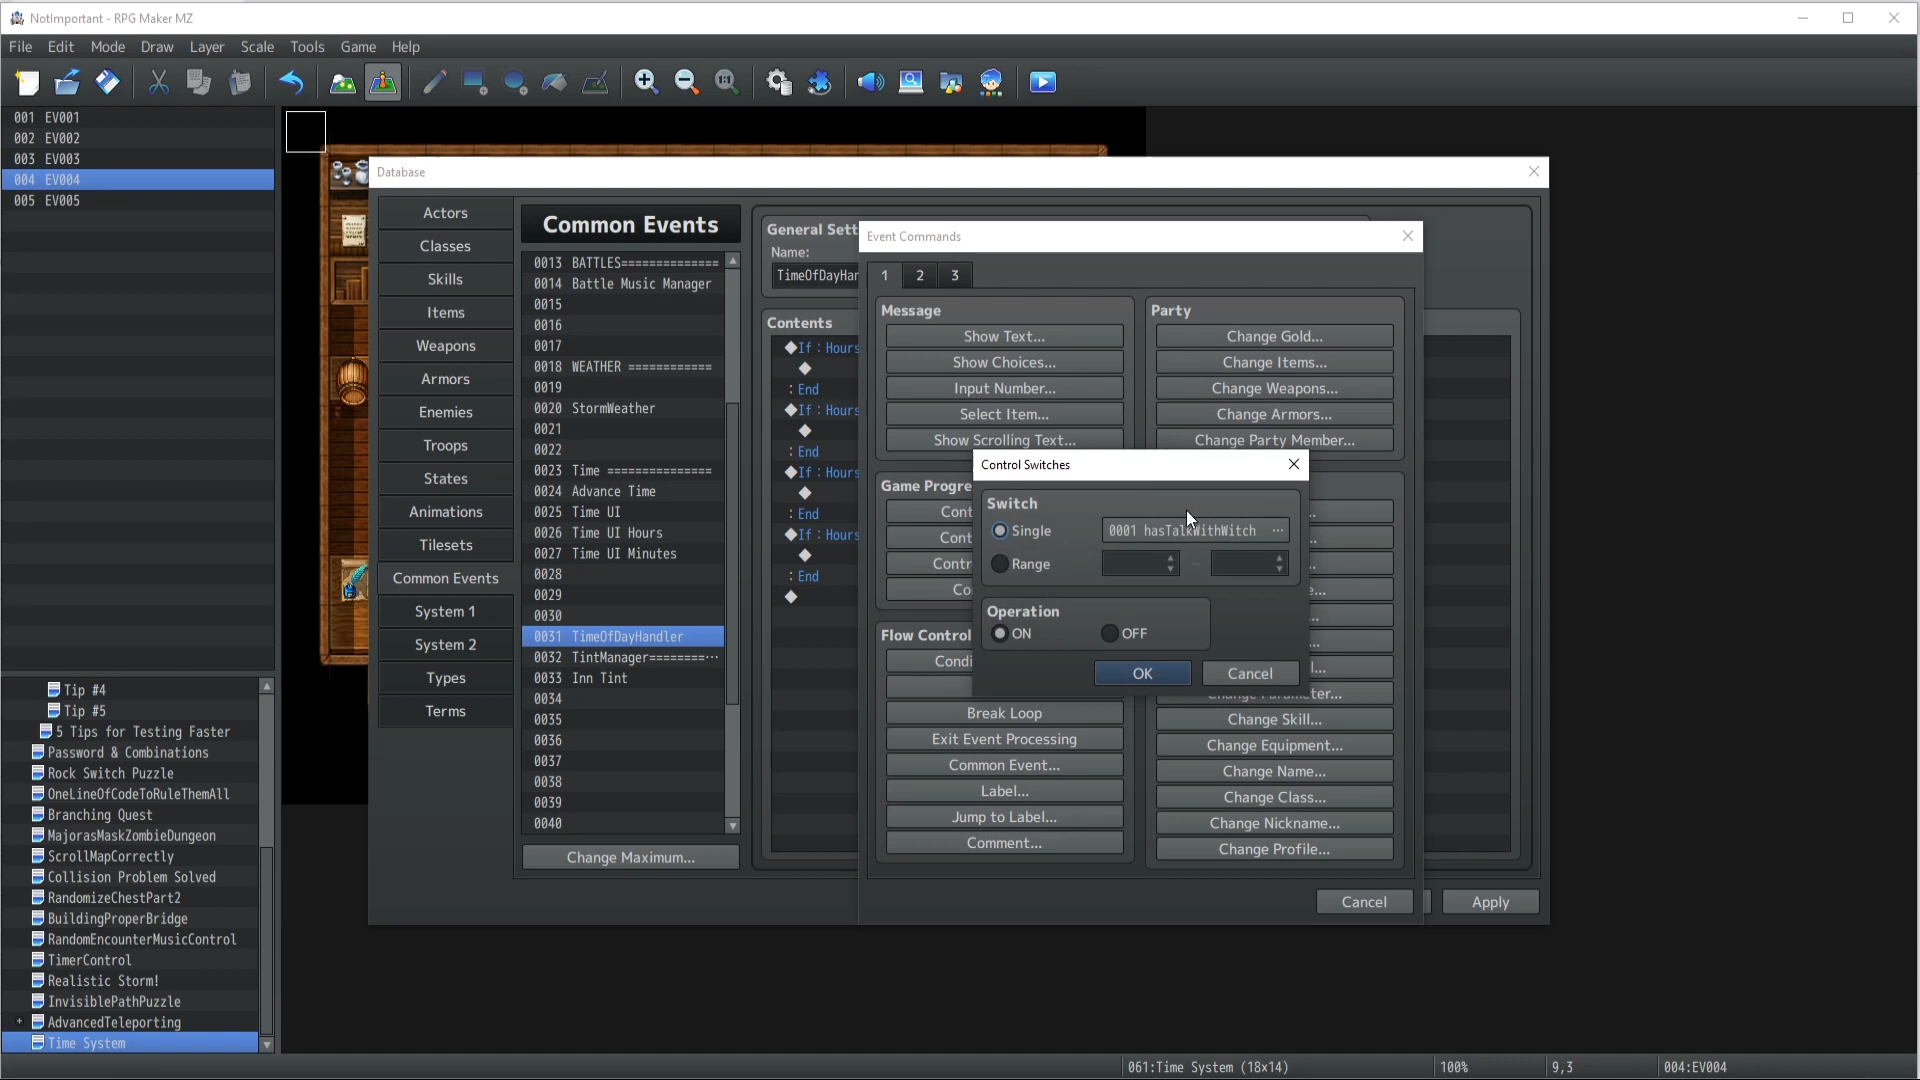 NotImportant - RPG Maker MZ
File Edit Mode Draw Layer Scale Tools Game Help
001 EV001
002 EV002
003 EV003
004 EV004
005 EV005
Tip #4
Tip #5
5 Tips for Testing Faster
Password & Combinations
Rock Switch Puzzle
OneLineOfCodeToRuleThemAll
Branching Quest
MajorasMaskZombieDungeon
ScrollMapCorrectly
Collision Problem Solved
RandomizeChestPart2
BuildingProperBridge
RandomEncounterMusicControl
TimerControl
Realistic Storm!
InvisiblePathPuzzle
AdvancedTeleporting
Time System
Database
Actors
Classes
Skills
Items
Weapons
Armors
Enemies
Troops
States
Animations
Tilesets
Common Events
System 1
System 2
Types
Terms
Common Events
0013 BATTLES==============
0014 Battle Music Manager
0015
0016
0017
0018 WEATHER ============
0019
0020 StormWeather
0021
0022
0023 Time ===============
0024 Advance Time
0025 Time UI
0026 Time UI Hours
0027 Time UI Minutes
0028
0029
0030
0031 TimeOfDayHandler
0032 TintManager========···
0033 Inn Tint
0034
0035
0036
0037
0038
0039
0040
Change Maximum...
General Sett
Name:
TimeOfDayHar
Contents
◆If : Hours
◆
: End
◆If : Hours
◆
: End
◆If : Hours
◆
: End
◆If : Hours
◆
: End
◆
Apply
Event Commands
1 2 3
Message
Show Text...
Show Choices...
Input Number...
Select Item...
Show Scrolling Text...
Game Progre
Cont
Cont
Contr
Co
Flow Control
Condi
Break Loop
Exit Event Processing
Common Event...
Label...
Jump to Label...
Comment...
Party
Change Gold...
Change Items...
Change Weapons...
Change Armors...
Change Party Member...
Change Parameter...
Change Skill...
Change Equipment...
Change Name...
Change Class...
Change Nickname...
Change Profile...
Cancel
Control Switches
Switch
Single 0001 hasTalkWithWitch ···
Range
Operation
ON OFF
OK Cancel
061:Time System (18x14) 100% 9,3 004:EV004